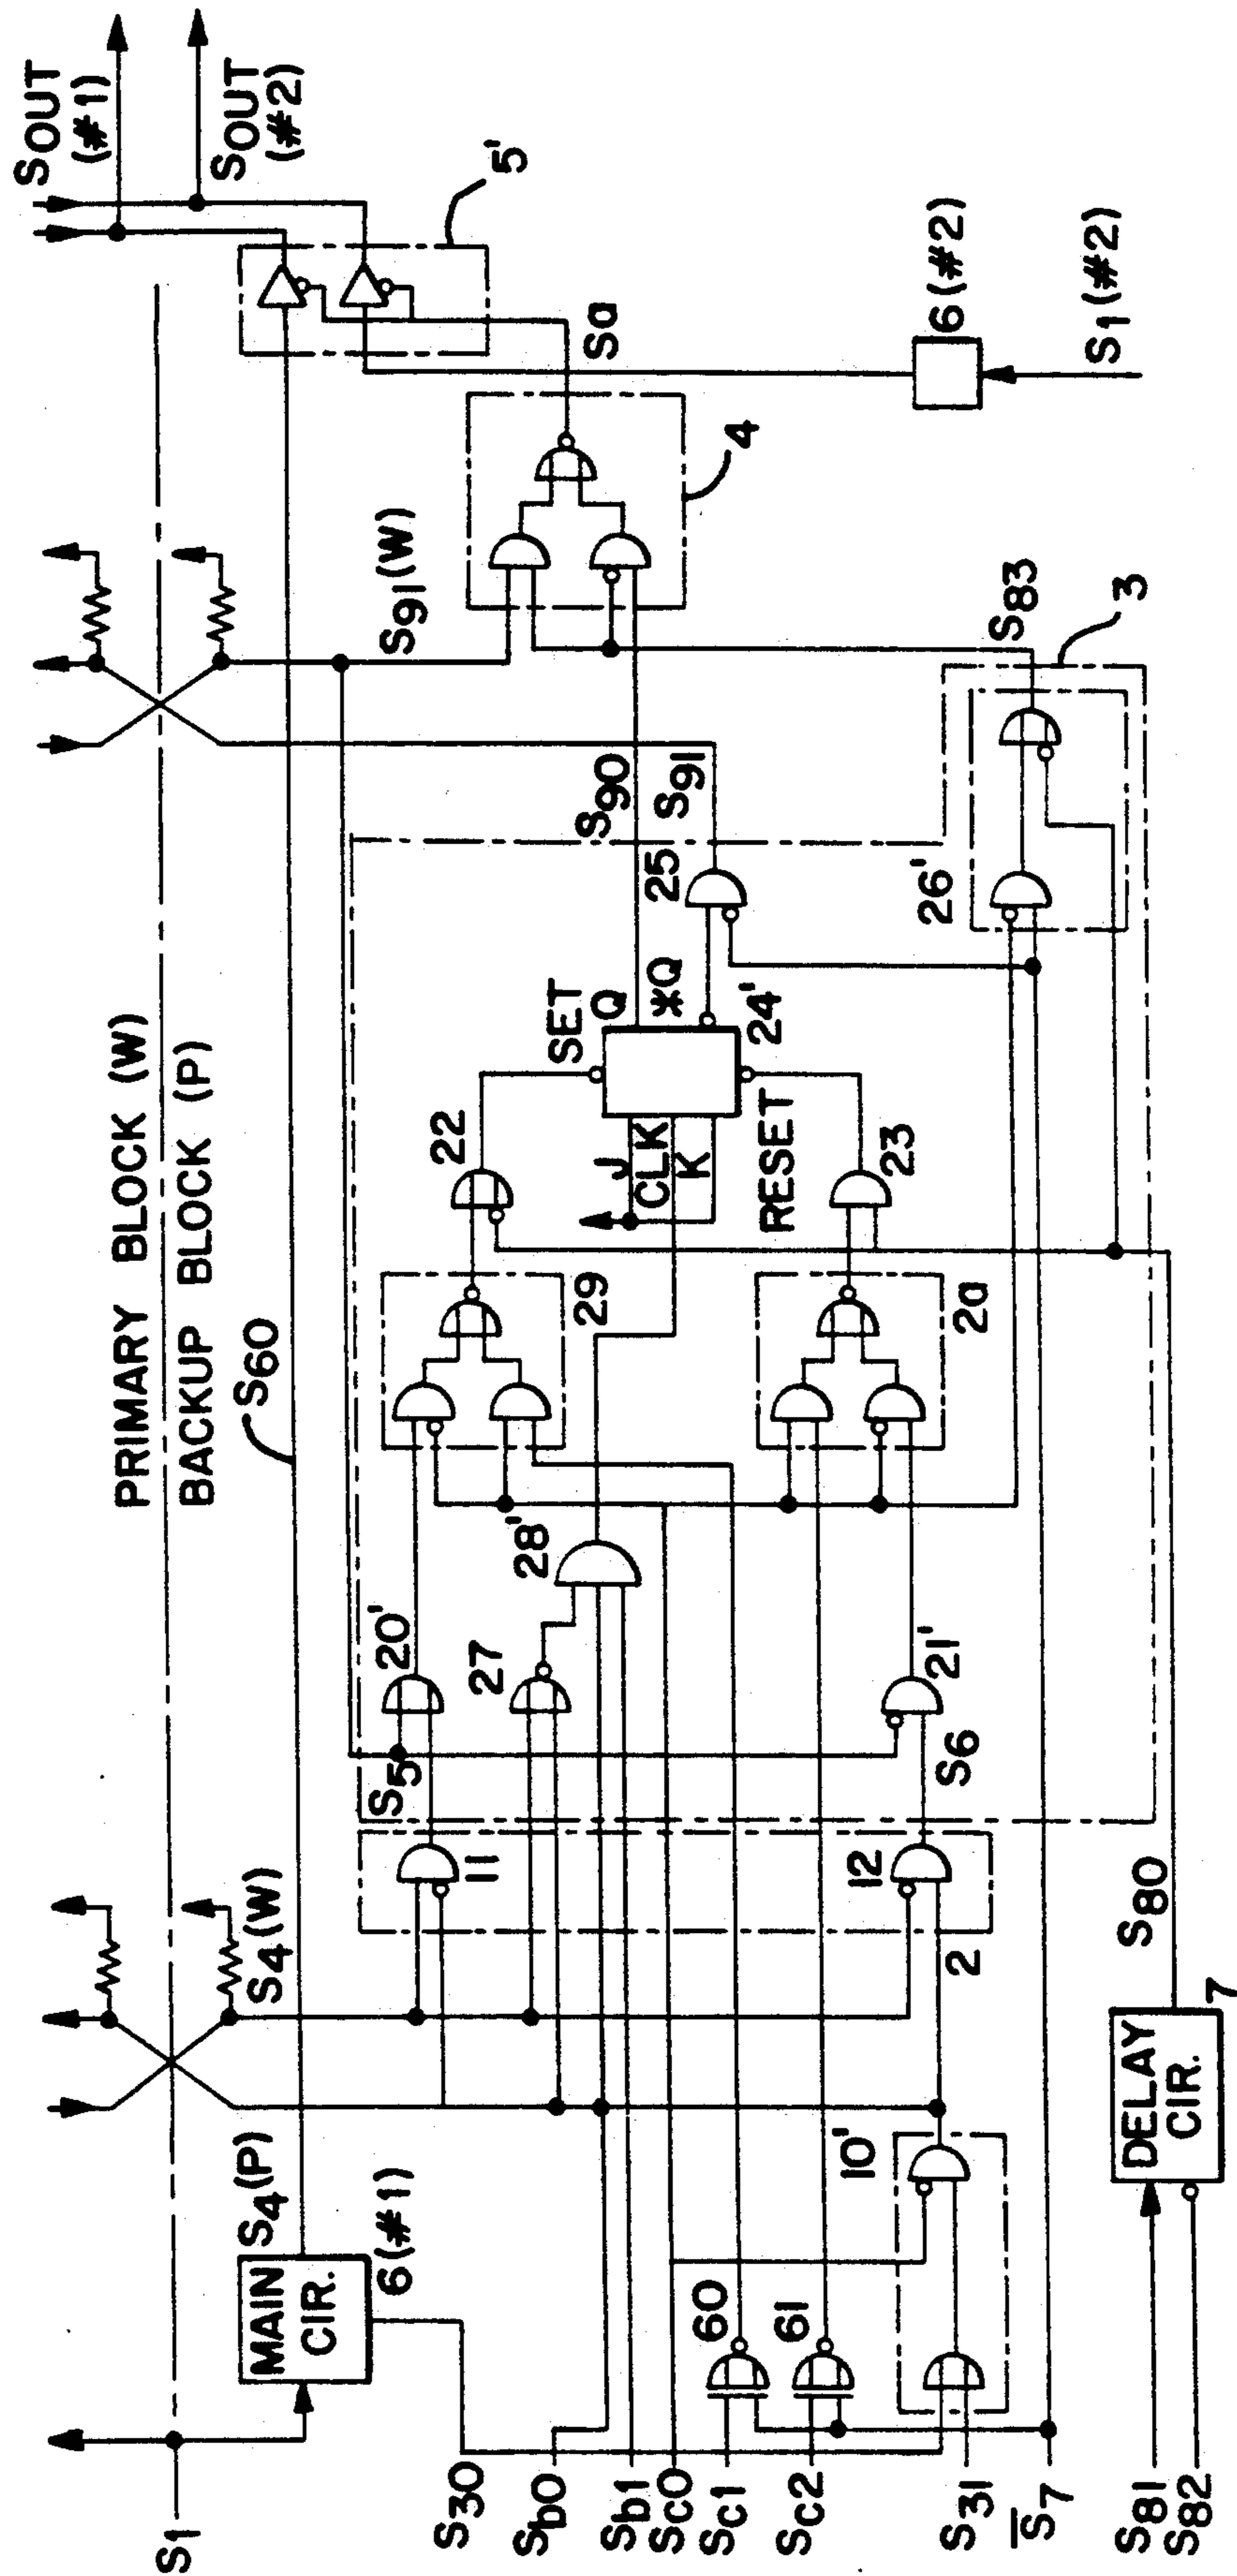 PRIMARY BLOCK (W)
BACKUP BLOCK (P)
SOUT
(#1)
SOUT
(#2)
S1
MAIN
CIR.
S4(P)
6(#1)
S4(W)
S60
S91(W)
5'
Sa
4
6(#2)
S1(#2)
S30
Sb0
Sb1
Sc0
Sc1
Sc2
S31
S7
S81
S82
60
61
10'
2
11
12
S5
S6
20'
27
28'
21'
29
2a
22
23
SET
RESET
J
CLK
K
Q
*Q
24'
25
S90
S91
26'
S83
3
DELAY
CIR.
7
S80